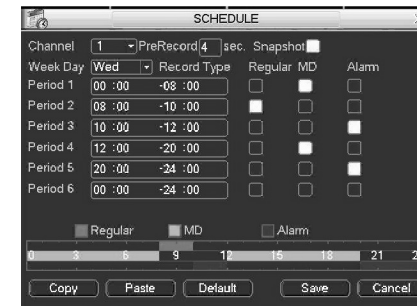 SCHEDULE
Channel 1 PreRecord 4 sec. Snapshot
Week Day Wed Record Type Regular MD Alarm
Period 1 00 :00 -08 :00
Period 2 08 :00 -10 :00
Period 3 10 :00 -12 :00
Period 4 12 :00 -20 :00
Period 5 20 :00 -24 :00
Period 6 00 :00 -24 :00
Regular MD Alarm
0 3 6 9 12 15 18 21
Copy Paste Default Save Cancel